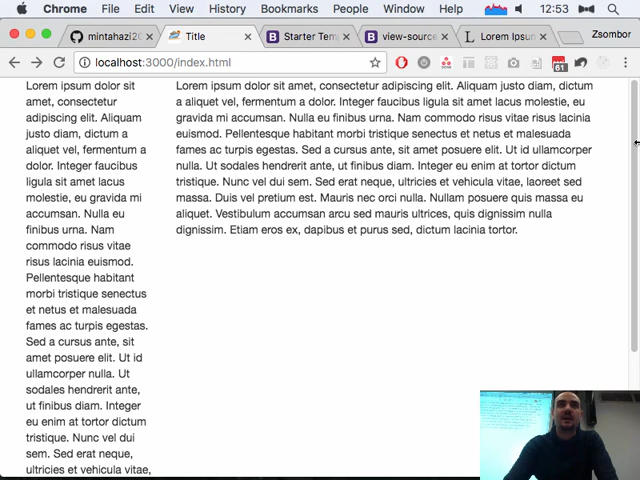 Chrome File Edit View History Bookmarks People Window Help 12:53
mintahazi20 Title Starter Tem view-source Lorem Ipsum Zsombor
localhost:3000/index.html 61
Lorem ipsum dolor sit
amet, consectetur
adipiscing elit. Aliquam
justo diam, dictum a
aliquet vel, fermentum a
dolor. Integer faucibus
ligula sit amet lacus
molestie, eu gravida mi
accumsan. Nulla eu
finibus urna. Nam
commodo risus vitae
risus lacinia euismod.
Pellentesque habitant
morbi tristique senectus
et netus et malesuada
fames ac turpis egestas.
Sed a cursus ante, sit
amet posuere elit. Ut id
ullamcorper nulla. Ut
sodales hendrerit ante,
ut finibus diam. Integer
eu enim at tortor dictum
tristique. Nunc vel dui
sem. Sed erat neque,
ultricies et vehicula vitae,
Lorem ipsum dolor sit amet, consectetur adipiscing elit. Aliquam justo diam, dictum
a aliquet vel, fermentum a dolor. Integer faucibus ligula sit amet lacus molestie, eu
gravida mi accumsan. Nulla eu finibus urna. Nam commodo risus vitae risus lacinia
euismod. Pellentesque habitant morbi tristique senectus et netus et malesuada
fames ac turpis egestas. Sed a cursus ante, sit amet posuere elit. Ut id ullamcorper
nulla. Ut sodales hendrerit ante, ut finibus diam. Integer eu enim at tortor dictum
tristique. Nunc vel dui sem. Sed erat neque, ultricies et vehicula vitae, laoreet sed
massa. Duis vel pretium est. Mauris nec orci nulla. Nullam posuere quis massa eu
aliquet. Vestibulum accumsan arcu sed mauris ultrices, quis dignissim nulla
dignissim. Etiam eros ex, dapibus et purus sed, dictum lacinia tortor.